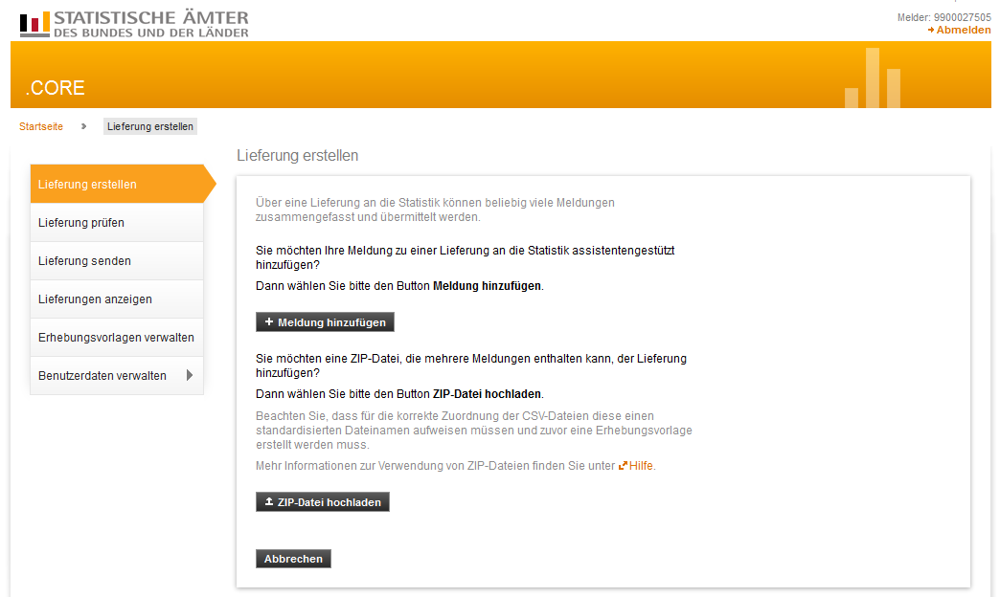 STATISTISCHE ÄMTER
DES BUNDES UND DER LÄNDER
Melder: 9900027505
Abmelden
.CORE
Startseite
Lieferung erstellen
Lieferung erstellen
Lieferung prüfen
Lieferung senden
Lieferungen anzeigen
Erhebungsvorlagen verwalten
Benutzerdaten verwalten
Lieferung erstellen
Über eine Lieferung an die Statistik können beliebig viele Meldungen
zusammengefasst und übermittelt werden.
Sie möchten Ihre Meldung zu einer Lieferung an die Statistik assistentengestützt
hinzufügen?
Dann wählen Sie bitte den Button Meldung hinzufügen.
+ Meldung hinzufügen
Sie möchten eine ZIP-Datei, die mehrere Meldungen enthalten kann, der Lieferung
hinzufügen?
Dann wählen Sie bitte den Button ZIP-Datei hochladen.
Beachten Sie, dass für die korrekte Zuordnung der CSV-Dateien diese einen
standardisierten Dateinamen aufweisen müssen und zuvor eine Erhebungsvorlage
erstellt werden muss.
Mehr Informationen zur Verwendung von ZIP-Dateien finden Sie unter Hilfe.
ZIP-Datei hochladen
Abbrechen